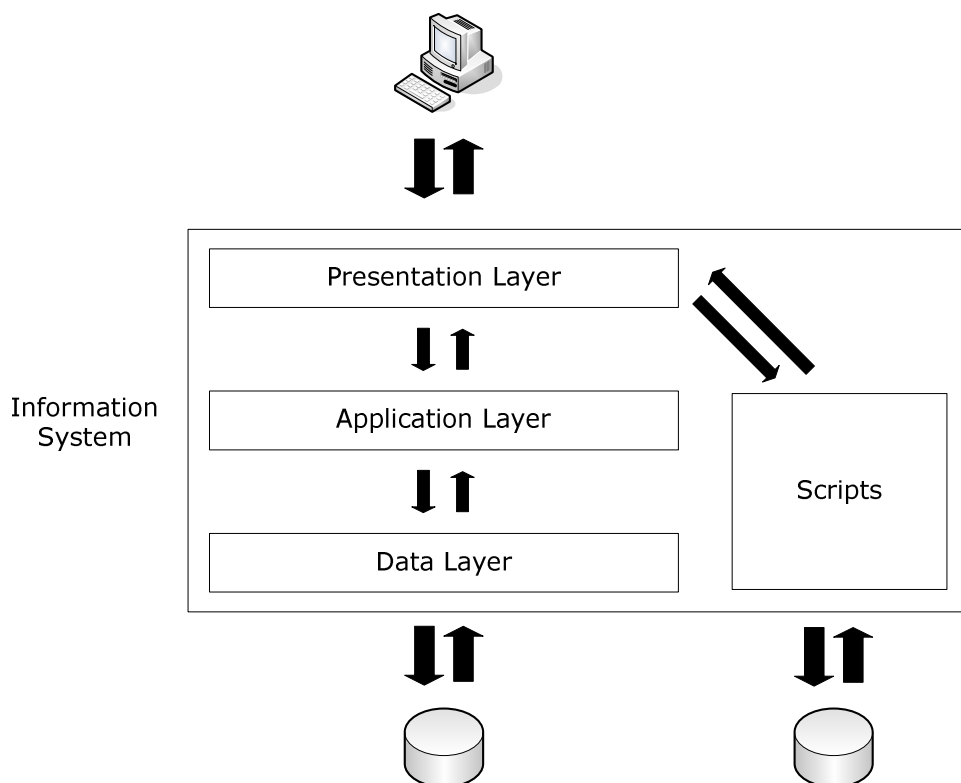 Presentation Layer
Application Layer
Information
System
Scripts
Data Layer